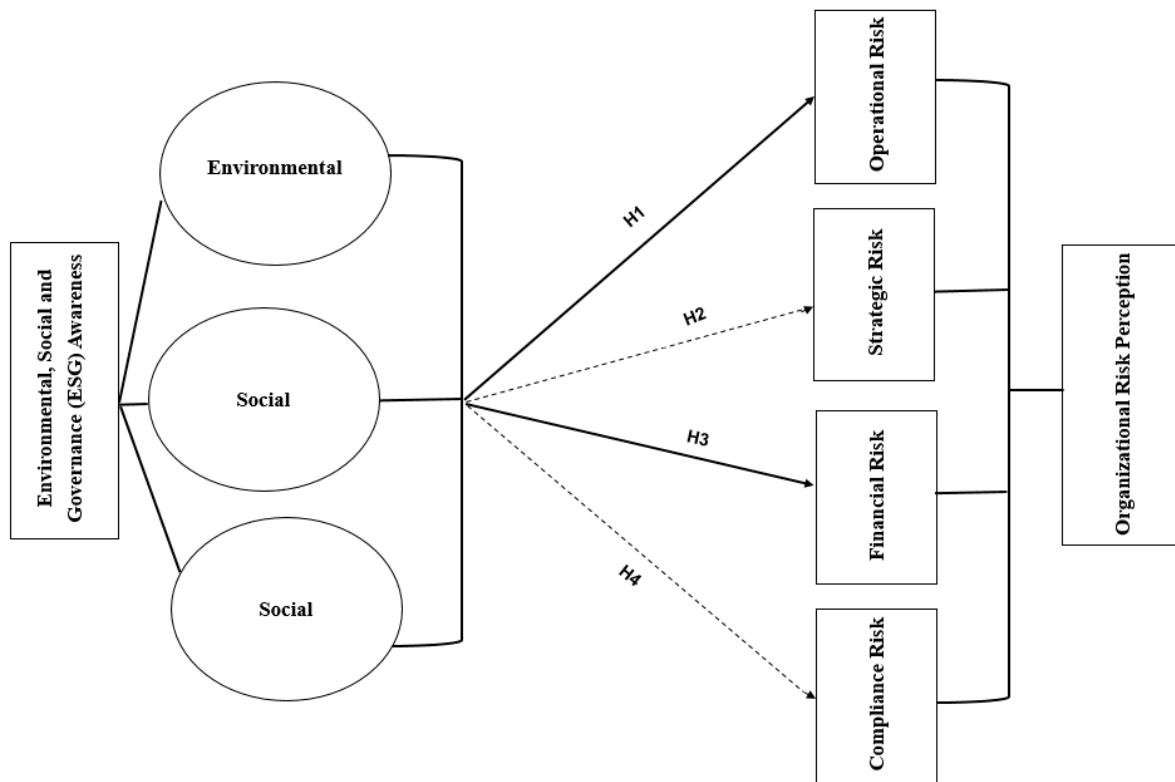 Environmental, Social and
Governance (ESG) Awareness
Environmental
Social
Social
H1
H2
H3
H4
Operational Risk
Strategic Risk
Financial Risk
Compliance Risk
Organizational Risk Perception